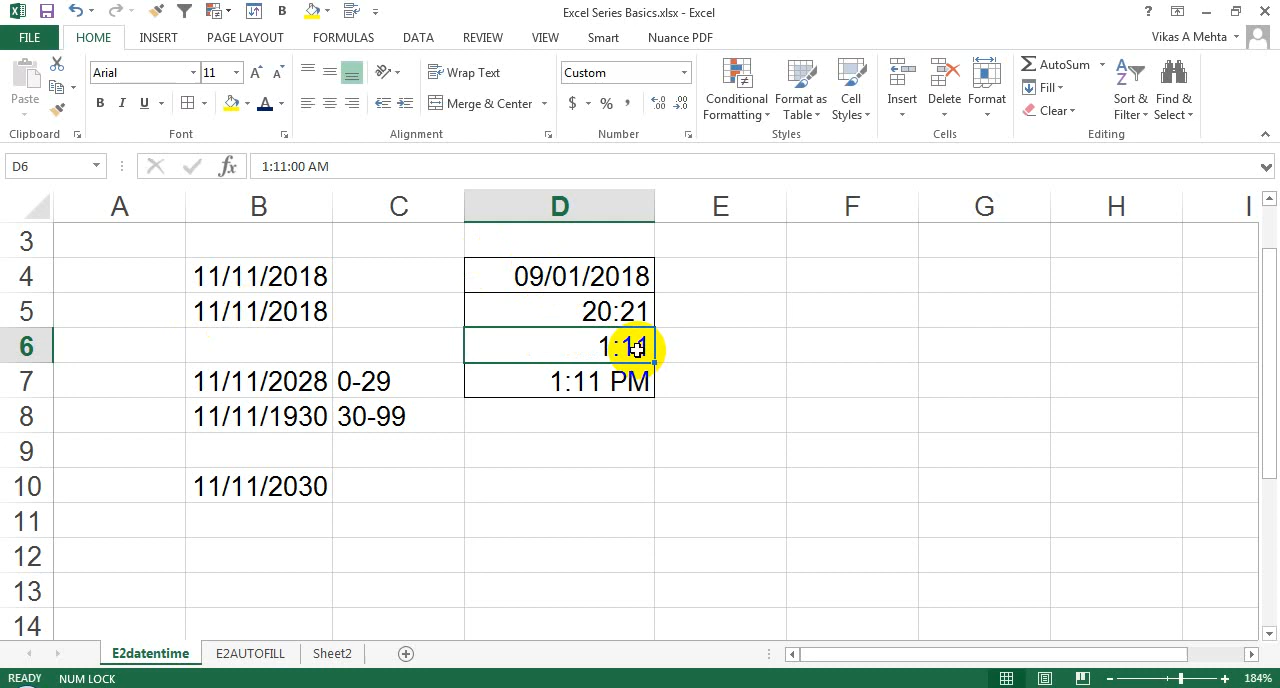 Excel Series Basics.xlsx - Excel
FILE HOME INSERT PAGE LAYOUT FORMULAS DATA REVIEW VIEW Smart Nuance PDF Vikas A Mehta
Paste
Arial 11
Wrap Text
Merge & Center
Custom
Conditional Formatting
Format as Table
Cell Styles
Insert
Delete
Format
AutoSum
Fill
Clear
Sort & Filter
Find & Select
Clipboard Font Alignment Number Styles Cells Editing
D6 fx 1:11:00 AM
A B C D E F G H I
3
4 11/11/2018 09/01/2018
5 11/11/2018 20:21
6 1:11
7 11/11/2028 0-29 1:11 PM
8 11/11/1930 30-99
9
10 11/11/2030
11
12
13
14
E2datentime E2AUTOFILL Sheet2
READY NUM LOCK 184%